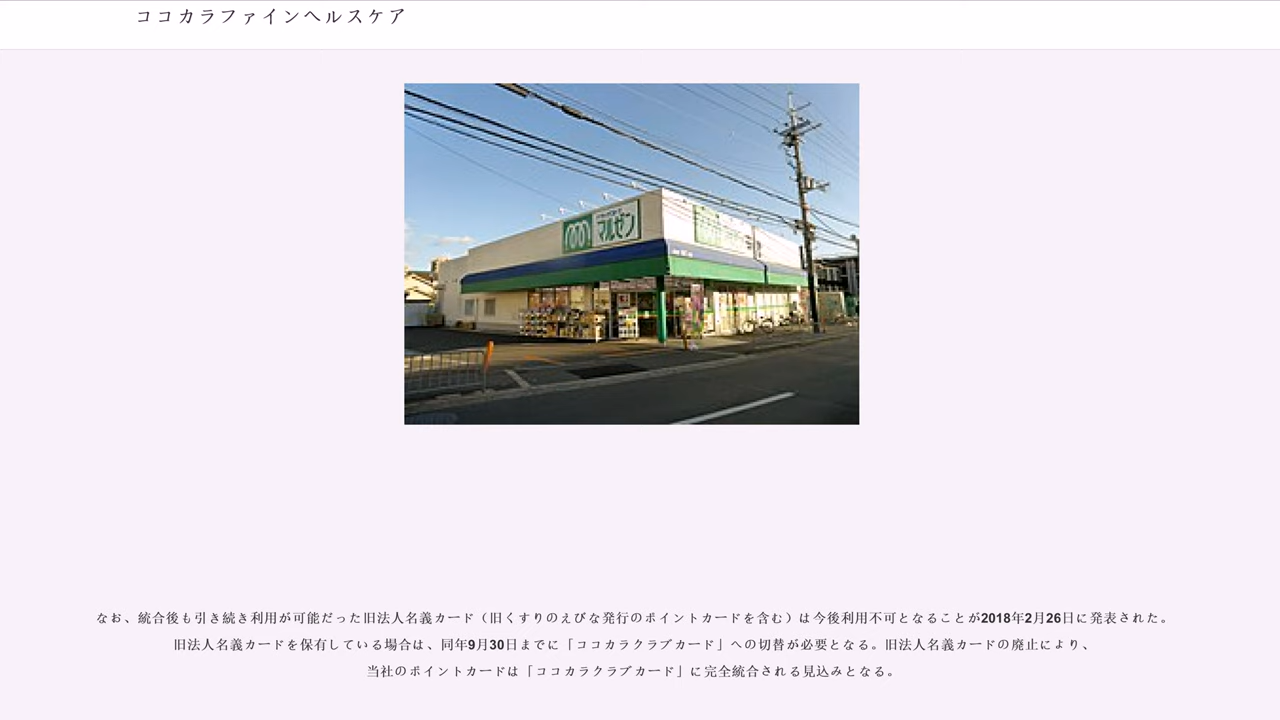 ココカラファインヘルスケア
マルゼン
なお、統合後も引き続き利用が可能だった旧法人名義カード（旧くすりのえびな発行のポイントカードを含む）は今後利用不可となることが2018年2月26日に発表された。
旧法人名義カードを保有している場合は、同年9月30日までに「ココカラクラブカード」への切替が必要となる。旧法人名義カードの廃止により、
当社のポイントカードは「ココカラクラブカード」に完全統合される見込みとなる。